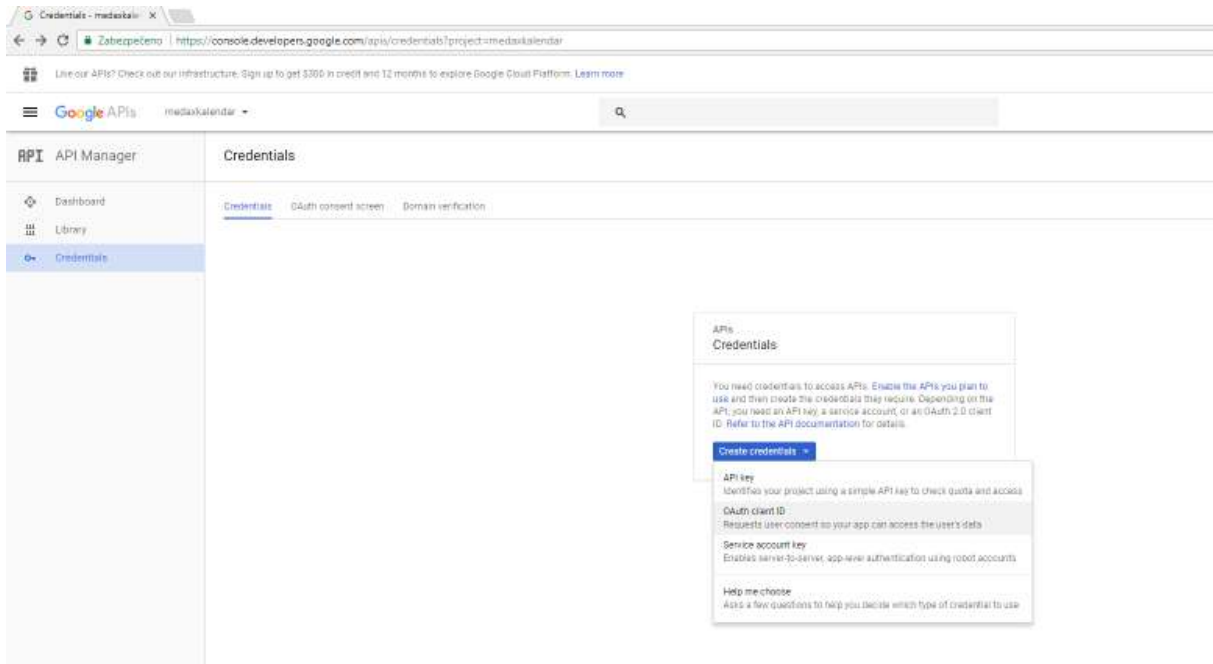 Credentials - medaxkale
Zabezpečeno https://console.developers.google.com/apis/credentials?project=medaxkalendar
Love our APIs? Check out our infrastructure. Sign up to get $300 in credit and 12 months to explore Google Cloud Platform. Learn more
Google APIs medaxkalendar
API API Manager
Credentials
Dashboard
Credentials OAuth consent screen Domain verification
Library
Credentials
APIs
Credentials
You need credentials to access APIs. Enable the APIs you plan to
use and then create the credentials they require. Depending on the
API, you need an API key, a service account, or an OAuth 2.0 client
ID. Refer to the API documentation for details.
Create credentials
API key
Identifies your project using a simple API key to check quota and access
OAuth client ID
Requests user consent so your app can access the user's data
Service account key
Enables server-to-server, app-level authentication using robot accounts
Help me choose
Asks a few questions to help you decide which type of credential to use